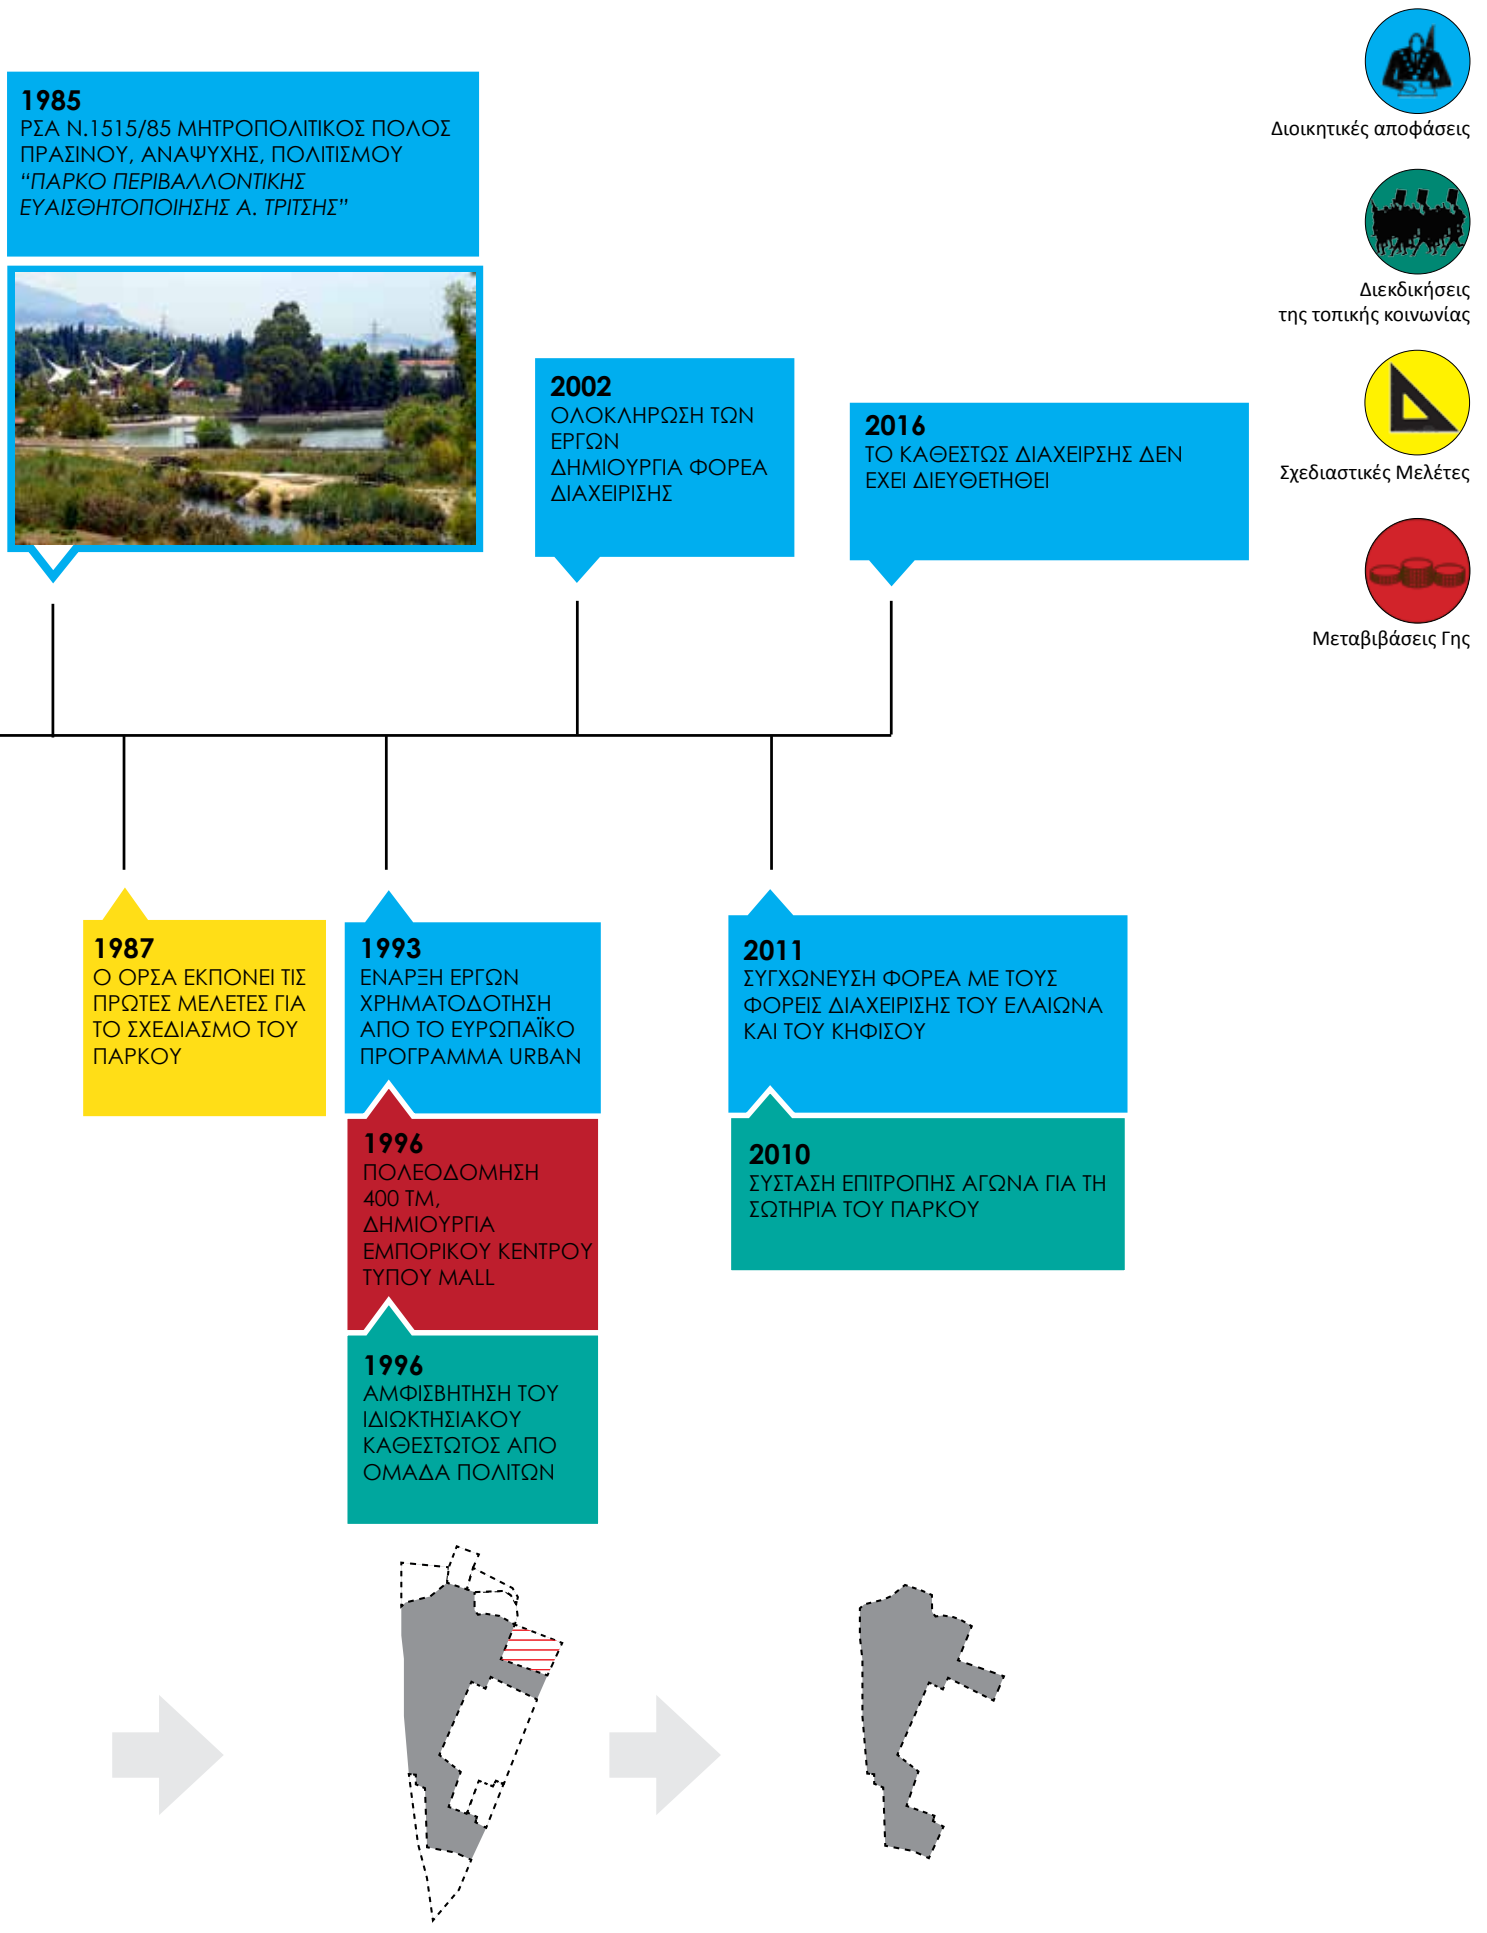 1985
ΡΣΑ Ν.1515/85 ΜΗΤΡΟΠΟΛΙΤΙΚΟΣ ΠΟΛΟΣ
ΠΡΑΣΙΝΟΥ, ΑΝΑΨΥΧΗΣ, ΠΟΛΙΤΙΣΜΟΥ
“ΠΑΡΚΟ ΠΕΡΙΒΑΛΛΟΝΤΙΚΗΣ
ΕΥΑΙΣΘΗΤΟΠΟΙΗΣΗΣ Α. ΤΡΙΤΣΗΣ”
2002
ΟΛΟΚΛΗΡΩΣΗ ΤΩΝ
ΕΡΓΩΝ
ΔΗΜΙΟΥΡΓΙΑ ΦΟΡΕΑ
ΔΙΑΧΕΙΡΙΣΗΣ
2016
ΤΟ ΚΑΘΕΣΤΩΣ ΔΙΑΧΕΙΡΣΗΣ ΔΕΝ
ΕΧΕΙ ΔΙΕΥΘΕΤΗΘΕΙ
Διοικητικές αποφάσεις
Διεκδικήσεις
της τοπικής κοινωνίας
Σχεδιαστικές Μελέτες
Μεταβιβάσεις Γης
1987
Ο ΟΡΣΑ ΕΚΠΟΝΕΙ ΤΙΣ
ΠΡΩΤΕΣ ΜΕΛΕΤΕΣ ΓΙΑ
ΤΟ ΣΧΕΔΙΑΣΜΟ ΤΟΥ
ΠΑΡΚΟΥ
1993
ΕΝΑΡΞΗ ΕΡΓΩΝ
ΧΡΗΜΑΤΟΔΟΤΗΣΗ
ΑΠΟ ΤΟ ΕΥΡΩΠΑΪΚΟ
ΠΡΟΓΡΑΜΜΑ URBAN
1996
ΠΟΛΕΟΔΟΜΗΣΗ
400 ΤΜ,
ΔΗΜΙΟΥΡΓΙΑ
ΕΜΠΟΡΙΚΟΥ ΚΕΝΤΡΟΥ
ΤΥΠΟΥ MALL
1996
ΑΜΦΙΣΒΗΤΗΣΗ ΤΟΥ
ΙΔΙΩΚΤΗΣΙΑΚΟΥ
ΚΑΘΕΣΤΩΤΟΣ ΑΠΟ
ΟΜΑΔΑ ΠΟΛΙΤΩΝ
2011
ΣΥΓΧΩΝΕΥΣΗ ΦΟΡΕΑ ΜΕ ΤΟΥΣ
ΦΟΡΕΙΣ ΔΙΑΧΕΙΡΙΣΗΣ ΤΟΥ ΕΛΑΙΩΝΑ
ΚΑΙ ΤΟΥ ΚΗΦΙΣΟΥ
2010
ΣΥΣΤΑΣΗ ΕΠΙΤΡΟΠΗΣ ΑΓΩΝΑ ΓΙΑ ΤΗ
ΣΩΤΗΡΙΑ ΤΟΥ ΠΑΡΚΟΥ